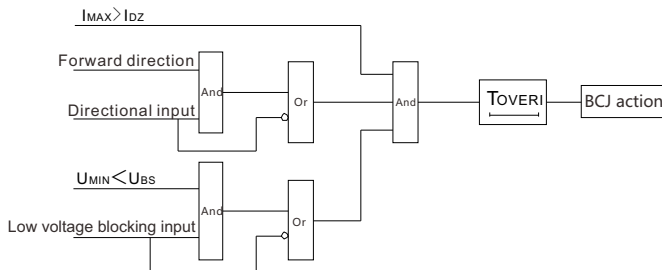 IMAX>IDZ
Forward direction
And
Or
Directional input
And
TOVERI
BCJ action
UMIN<UBS
And
Or
Low voltage blocking input